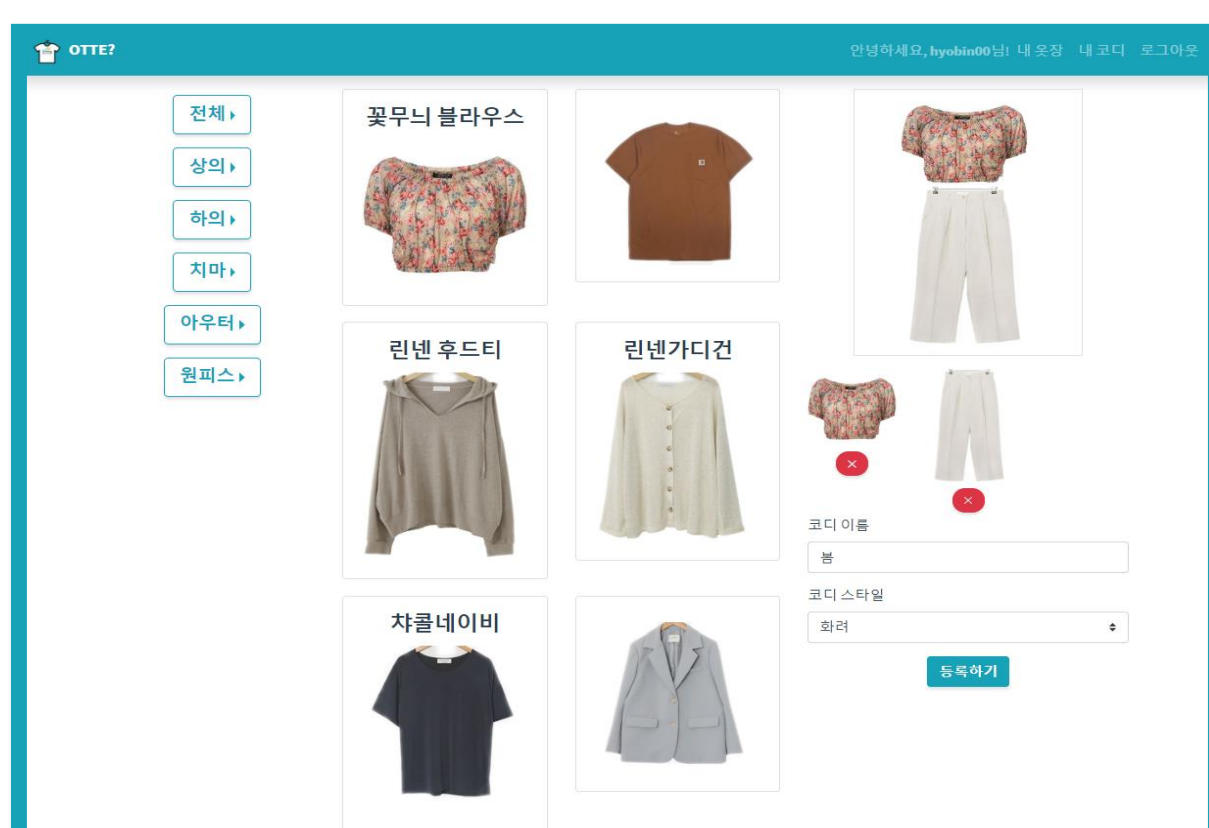 OTTE?
안녕하세요, hyobin00님! 내 옷장 내 코디 로그아웃
전체
상의
하의
치마
아우터
원피스
꽃무늬 블라우스
린넨 후드티
린넨가디건
챠콜네이비
코디 이름
봄
코디 스타일
화려
등록하기